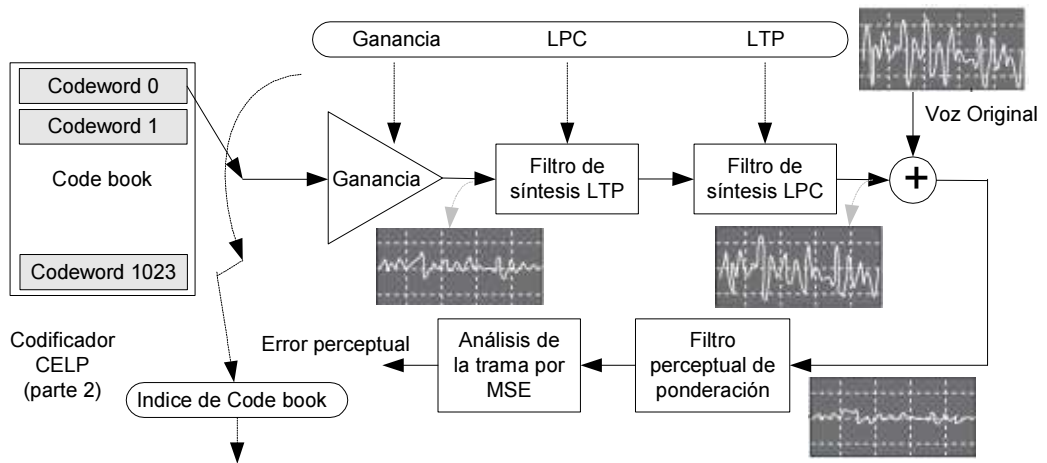 Ganancia LPC LTP
Codeword 0
Codeword 1
Code book
Codeword 1023
Ganancia
Filtro de
síntesis LTP
Filtro de
síntesis LPC
+
Voz Original
Codificador
CELP
(parte 2)
Error perceptual
Análisis de
la trama por
MSE
Filtro
perceptual de
ponderación
Indice de Code book